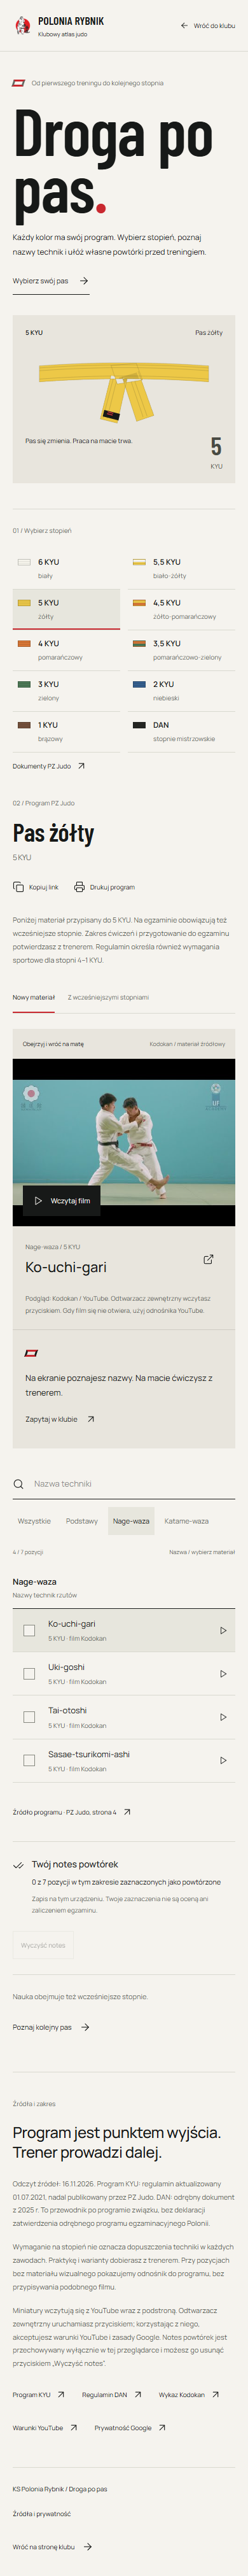 POLONIA RYBNIK
Klubowy atlas judo
Wróć do klubu
Od pierwszego treningu do kolejnego stopnia
Droga po
pas.
Każdy kolor ma swój program. Wybierz stopień, poznaj
nazwy technik i ułóż własne powtórki przed treningiem.
Wybierz swój pas
5 KYU
Pas żółty
Pas się zmienia. Praca na macie trwa.
5
KYU
01 / Wybierz stopień
6 KYU
biały
5,5 KYU
biało-żółty
5 KYU
żółty
4,5 KYU
żółto-pomarańczowy
4 KYU
pomarańczowy
3,5 KYU
pomarańczowo-zielony
3 KYU
zielony
2 KYU
niebieski
1 KYU
brązowy
DAN
stopnie mistrzowskie
Dokumenty PZ Judo
02 / Program PZ Judo
Pas żółty
5 KYU
Kopiuj link
Drukuj program
Poniżej materiał przypisany do 5 KYU. Na egzaminie obowiązują też
wcześniejsze stopnie. Zakres ćwiczeń i przygotowanie do egzaminu
potwierdzasz z trenerem. Regulamin określa również wymagania
sportowe dla stopni 4–1 KYU.
Nowy materiał
Z wcześniejszymi stopniami
Obejrzyj i wróć na matę
Kodokan / materiał źródłowy
Wczytaj film
Nage-waza / 5 KYU
Ko-uchi-gari
Podgląd: Kodokan / YouTube. Odtwarzacz zewnętrzny wczytasz
przyciskiem. Gdy film się nie otwiera, użyj odnośnika YouTube.
Na ekranie poznajesz nazwy. Na macie ćwiczysz z
trenerem.
Zapytaj w klubie
Nazwa techniki
Wszystkie
Podstawy
Nage-waza
Katame-waza
4 / 7 pozycji
Nazwa / wybierz materiał
Nage-waza
Nazwy technik rzutów
Ko-uchi-gari
5 KYU · film Kodokan
Uki-goshi
5 KYU · film Kodokan
Tai-otoshi
5 KYU · film Kodokan
Sasae-tsurikomi-ashi
5 KYU · film Kodokan
Źródło programu · PZ Judo, strona 4
Twój notes powtórek
0 z 7 pozycji w tym zakresie zaznaczonych jako powtórzone
Zapis na tym urządzeniu. Twoje zaznaczenia nie są oceną ani
zaliczeniem egzaminu.
Wyczyść notes
Nauka obejmuje też wcześniejsze stopnie.
Poznaj kolejny pas
Źródła i zakres
Program jest punktem wyjścia.
Trener prowadzi dalej.
Odczyt źródeł: 16.11.2026. Program KYU: regulamin aktualizowany
01.07.2021, nadal publikowany przez PZ Judo. DAN: odrębny dokument
z 2025 r. To przewodnik po programie związku, bez deklaracji
zatwierdzenia odrębnego programu egzaminacyjnego Polonii.
Wymaganie na stopień nie oznacza dopuszczenia techniki w każdych
zawodach. Praktykę i warianty dobierasz z trenerem. Przy pozycjach
bez materiału wizualnego pokazujemy odnośnik do programu, bez
przypisywania podobnego filmu.
Miniatury wczytują się z YouTube wraz z podstroną. Odtwarzacz
zewnętrzny uruchamiasz przyciskiem; korzystając z niego,
akceptujesz warunki YouTube i zasady Google. Notes powtórek jest
przechowywany wyłącznie w tej przeglądarce i możesz go usunąć
przyciskiem „Wyczyść notes”.
Program KYU
Regulamin DAN
Wykaz Kodokan
Warunki YouTube
Prywatność Google
KS Polonia Rybnik / Droga po pas
Źródła i prywatność
Wróć na stronę klubu